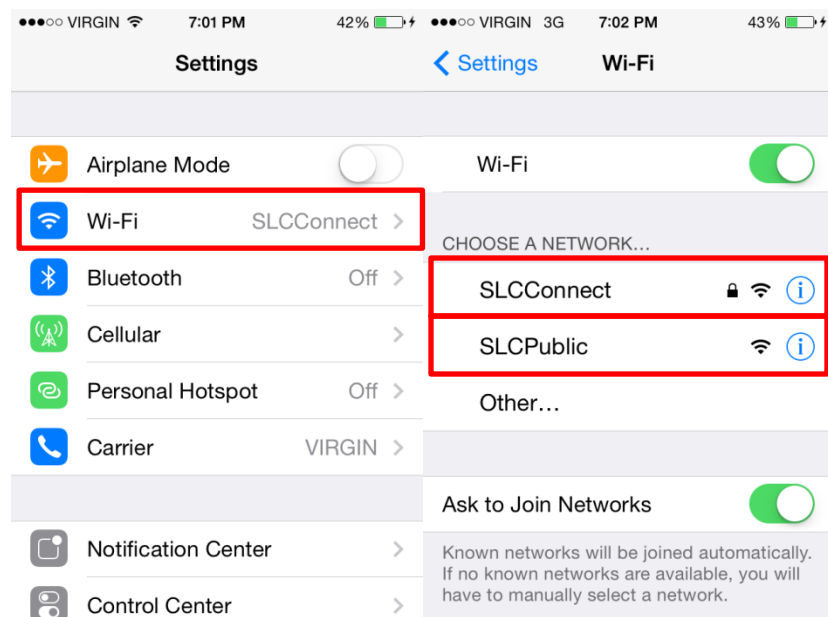 ●●●○○ VIRGIN 7:01 PM 42%
Settings
Airplane Mode
Wi-Fi SLCConnect
Bluetooth Off
Cellular
Personal Hotspot Off
Carrier VIRGIN
Notification Center
Control Center
●●●○○ VIRGIN 3G 7:02 PM 43%
Settings Wi-Fi
Wi-Fi
CHOOSE A NETWORK...
SLCConnect
SLCPublic
Other...
Ask to Join Networks
Known networks will be joined automatically.
If no known networks are available, you will
have to manually select a network.